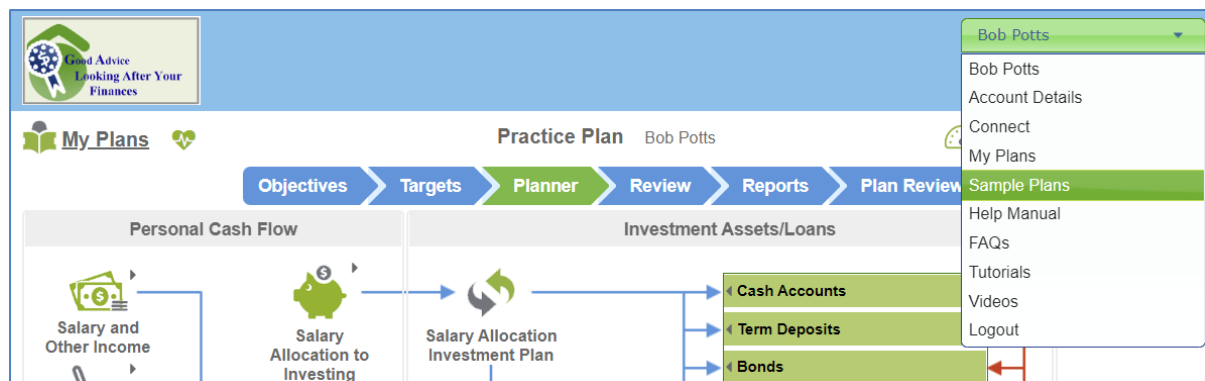 Good Advice
Looking After Your
Finances
Bob Potts
Bob Potts
Account Details
Connect
My Plans
Sample Plans
Help Manual
FAQs
Tutorials
Videos
Logout
My Plans
Practice Plan Bob Potts
Objectives Targets Planner Review Reports Plan Review
Personal Cash Flow
Investment Assets/Loans
Salary and
Other Income
Salary
Allocation to
Investing
Salary Allocation
Investment Plan
Cash Accounts
Term Deposits
Bonds